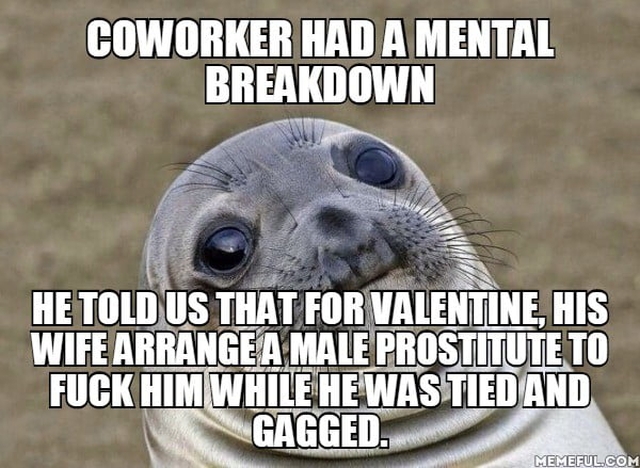 COWORKER HAD A MENTAL
BREAKDOWN
HE TOLD US THAT FOR VALENTINE, HIS
WIFE ARRANGE A MALE PROSTITUTE TO
FUCK HIM WHILE HE WAS TIED AND
GAGGED.
MEMEFUL.COM